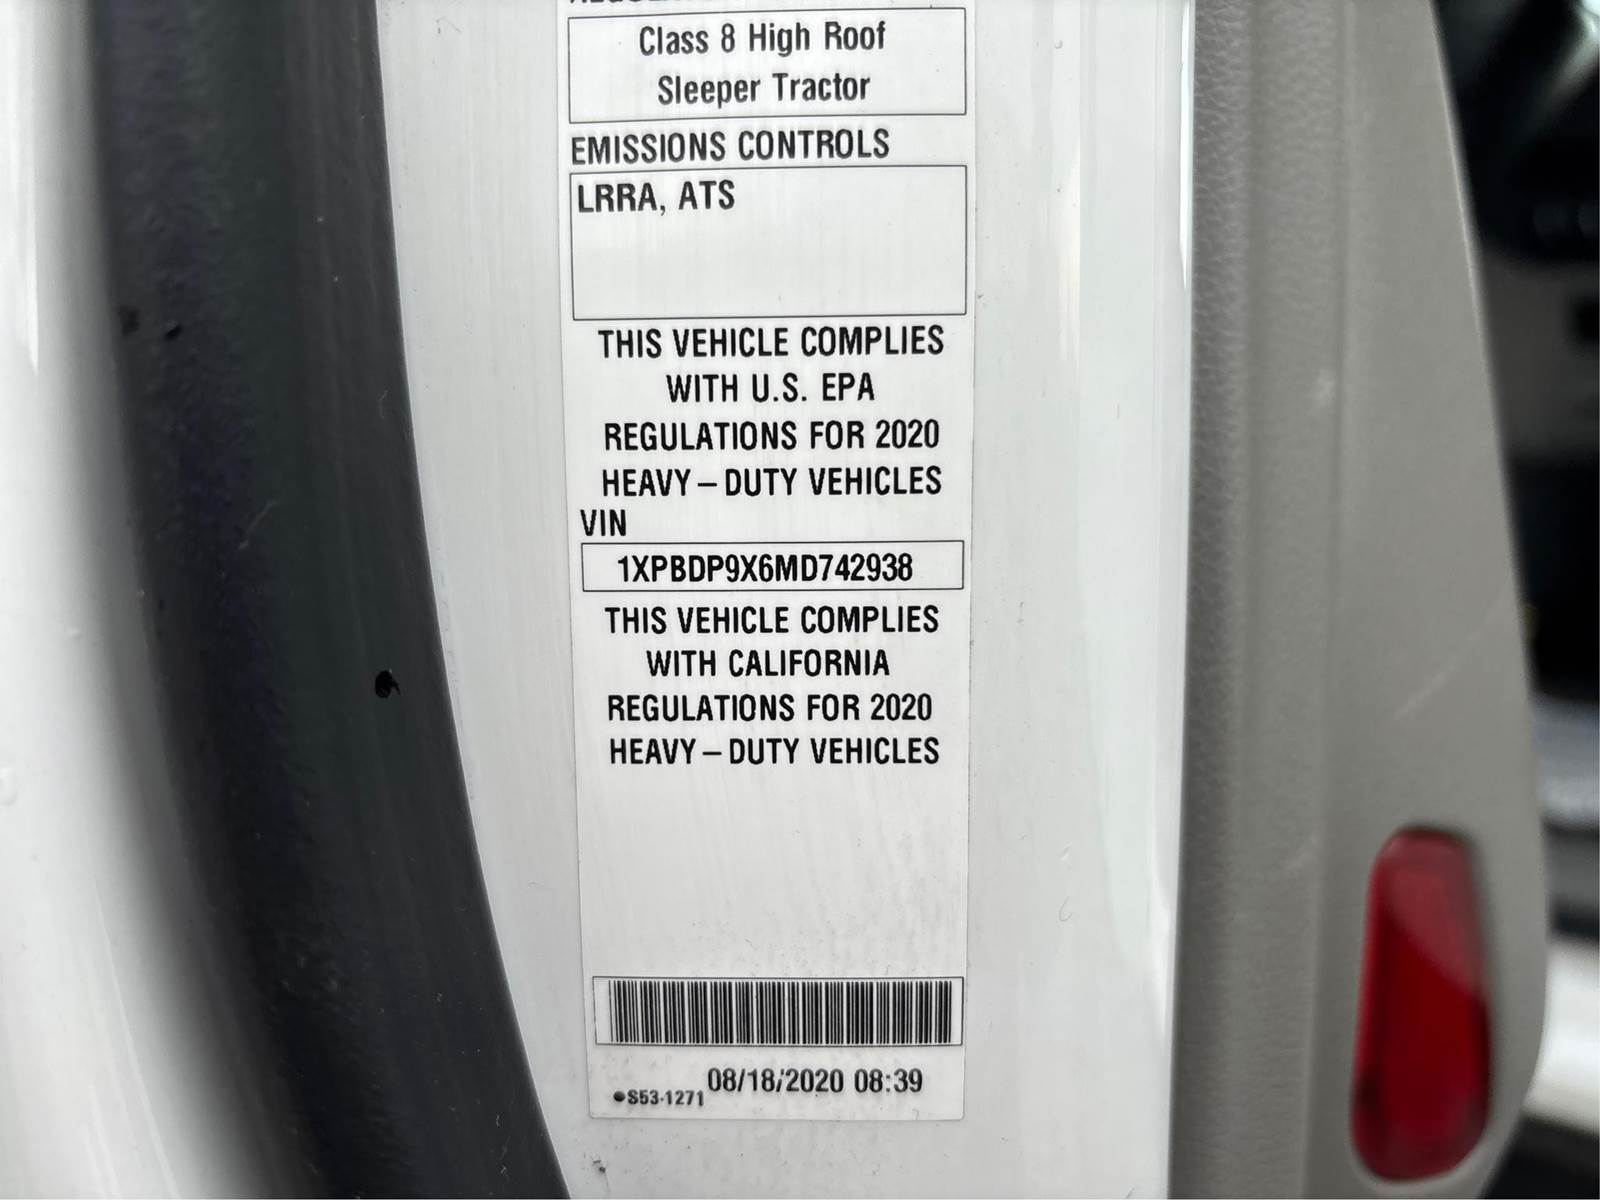 Class 8 High Roof
Sleeper Tractor
EMISSIONS CONTROLS
LRRA, ATS
THIS VEHICLE COMPLIES
WITH U.S. EPA
REGULATIONS FOR 2020
HEAVY – DUTY VEHICLES
VIN
1XPBDP9X6MD742938
THIS VEHICLE COMPLIES
WITH CALIFORNIA
REGULATIONS FOR 2020
HEAVY – DUTY VEHICLES
08/18/2020 08:39
●S53-1271